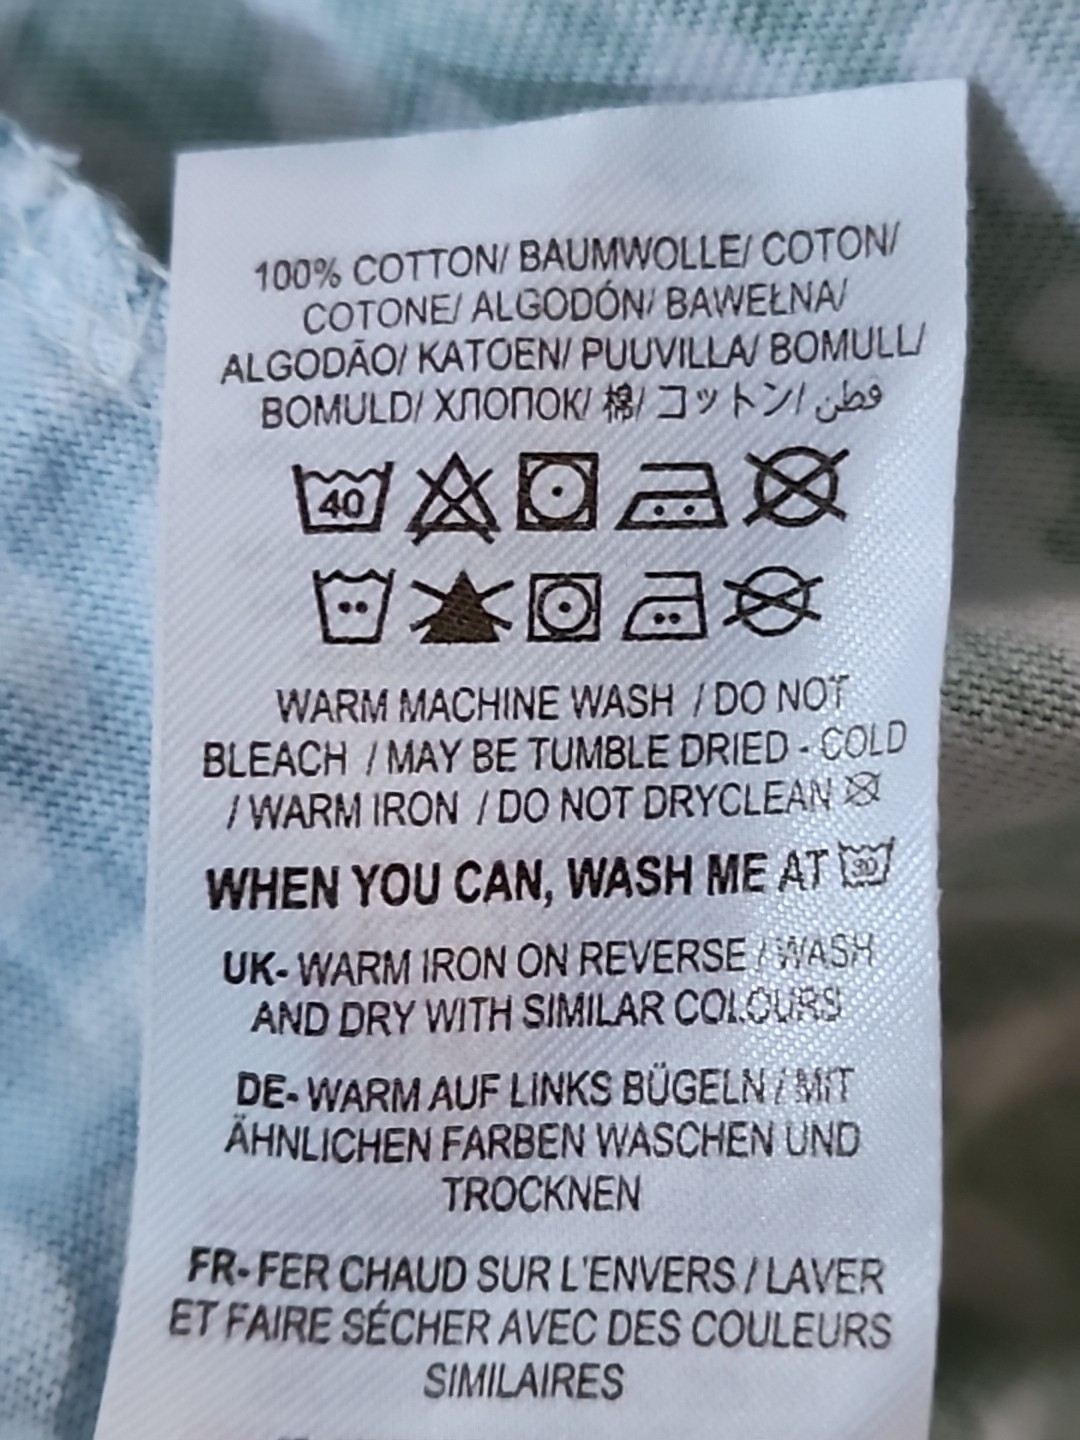 100% COTTON/ BAUMWOLLE/ COTON/
COTONE/ ALGODÓN/ BAWEŁNA/
ALGODÃO/ KATOEN/ PUUVILLA/ BOMULL/
BOMULD/ ХЛОПОК/ 棉/ コットン/ قطن
40
WARM MACHINE WASH / DO NOT
BLEACH / MAY BE TUMBLE DRIED - COLD
/ WARM IRON / DO NOT DRYCLEAN
WHEN YOU CAN, WASH ME AT 30
UK- WARM IRON ON REVERSE / WASH
AND DRY WITH SIMILAR COLOURS
DE- WARM AUF LINKS BÜGELN / MIT
ÄHNLICHEN FARBEN WASCHEN UND
TROCKNEN
FR- FER CHAUD SUR L'ENVERS / LAVER
ET FAIRE SÉCHER AVEC DES COULEURS
SIMILAIRES